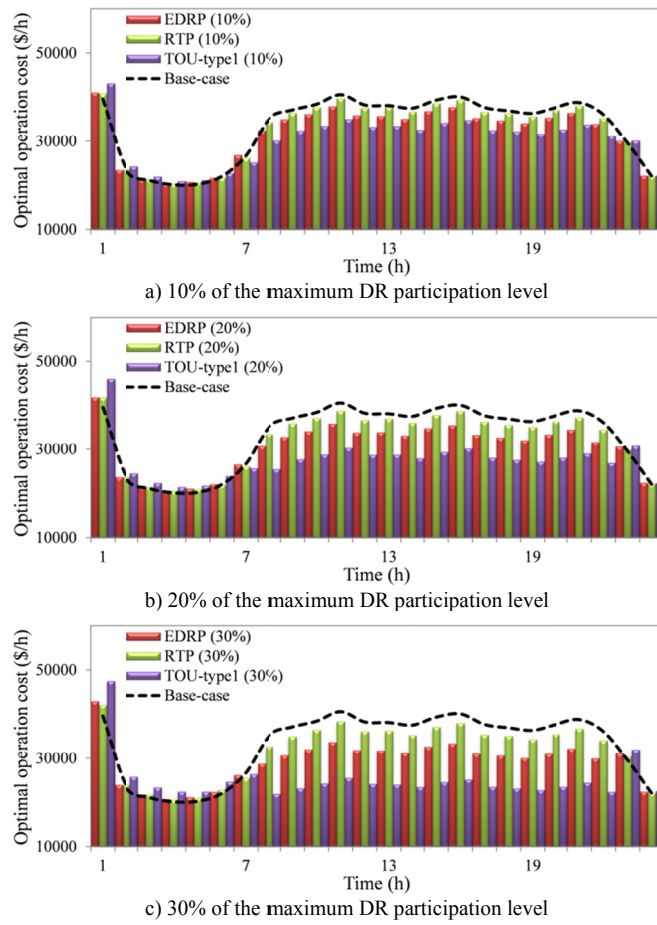 EDRP (10%)
RTP (10%)
TOU-type1 (10%)
Base-case
Optimal operation cost ($/h)
50000
30000
10000
1
7
13
19
Time (h)
a) 10% of the maximum DR participation level
EDRP (20%)
RTP (20%)
TOU-type1 (20%)
Base-case
Optimal operation cost ($/h)
50000
30000
10000
1
7
13
19
Time (h)
b) 20% of the maximum DR participation level
EDRP (30%)
RTP (30%)
TOU-type1 (30%)
Base-case
Optimal operation cost ($/h)
50000
30000
10000
1
7
13
19
Time (h)
c) 30% of the maximum DR participation level